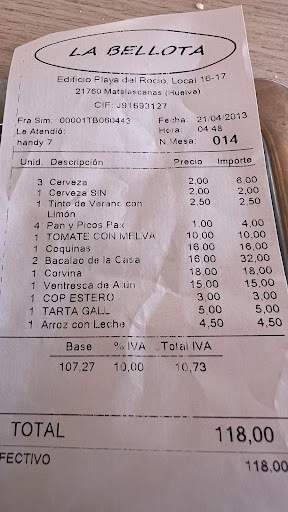 LA BELLOTA
Edificio Playa del Rocio, Local 16-17
21760 Matalascanas (Huelva)
CIF: J91693127
Fra Sim: 00001TB060443 Fecha: 21/04/2013
Le Atendió: Hora: 04:48
handy 7 N.Mesa: 014
Unid. Descripción Precio Importe
3 Cerveza 2,00 6,00
1 Cerveza SIN 2,00 2,00
1 Tinto de Verano con 2,50 2,50
Limón
4 Pan y Picos Pax 1,00 4,00
1 TOMATE CON MELVA 10,00 10,00
1 Coquinas 16,00 16,00
2 Bacalao de la Casa 16,00 32,00
1 Corvina 18,00 18,00
1 Ventresca de Atún 15,00 15,00
1 COP ESTERO 3,00 3,00
1 TARTA GALL 5,00 5,00
1 Arroz con Leche 4,50 4,50
Base % IVA Total IVA
107,27 10,00 10,73
TOTAL 118,00
FECTIVO 118,00